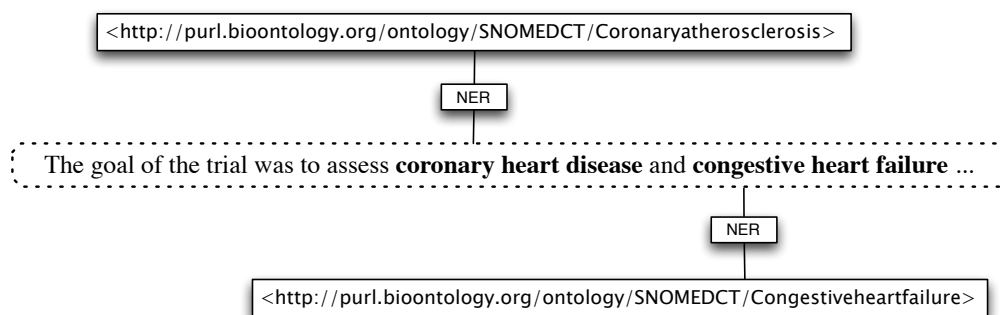 <http://purl.bioontology.org/ontology/SNOMEDCT/Coronaryatherosclerosis>
NER
The goal of the trial was to assess coronary heart disease and congestive heart failure ...
NER
<http://purl.bioontology.org/ontology/SNOMEDCT/Congestiveheartfailure>